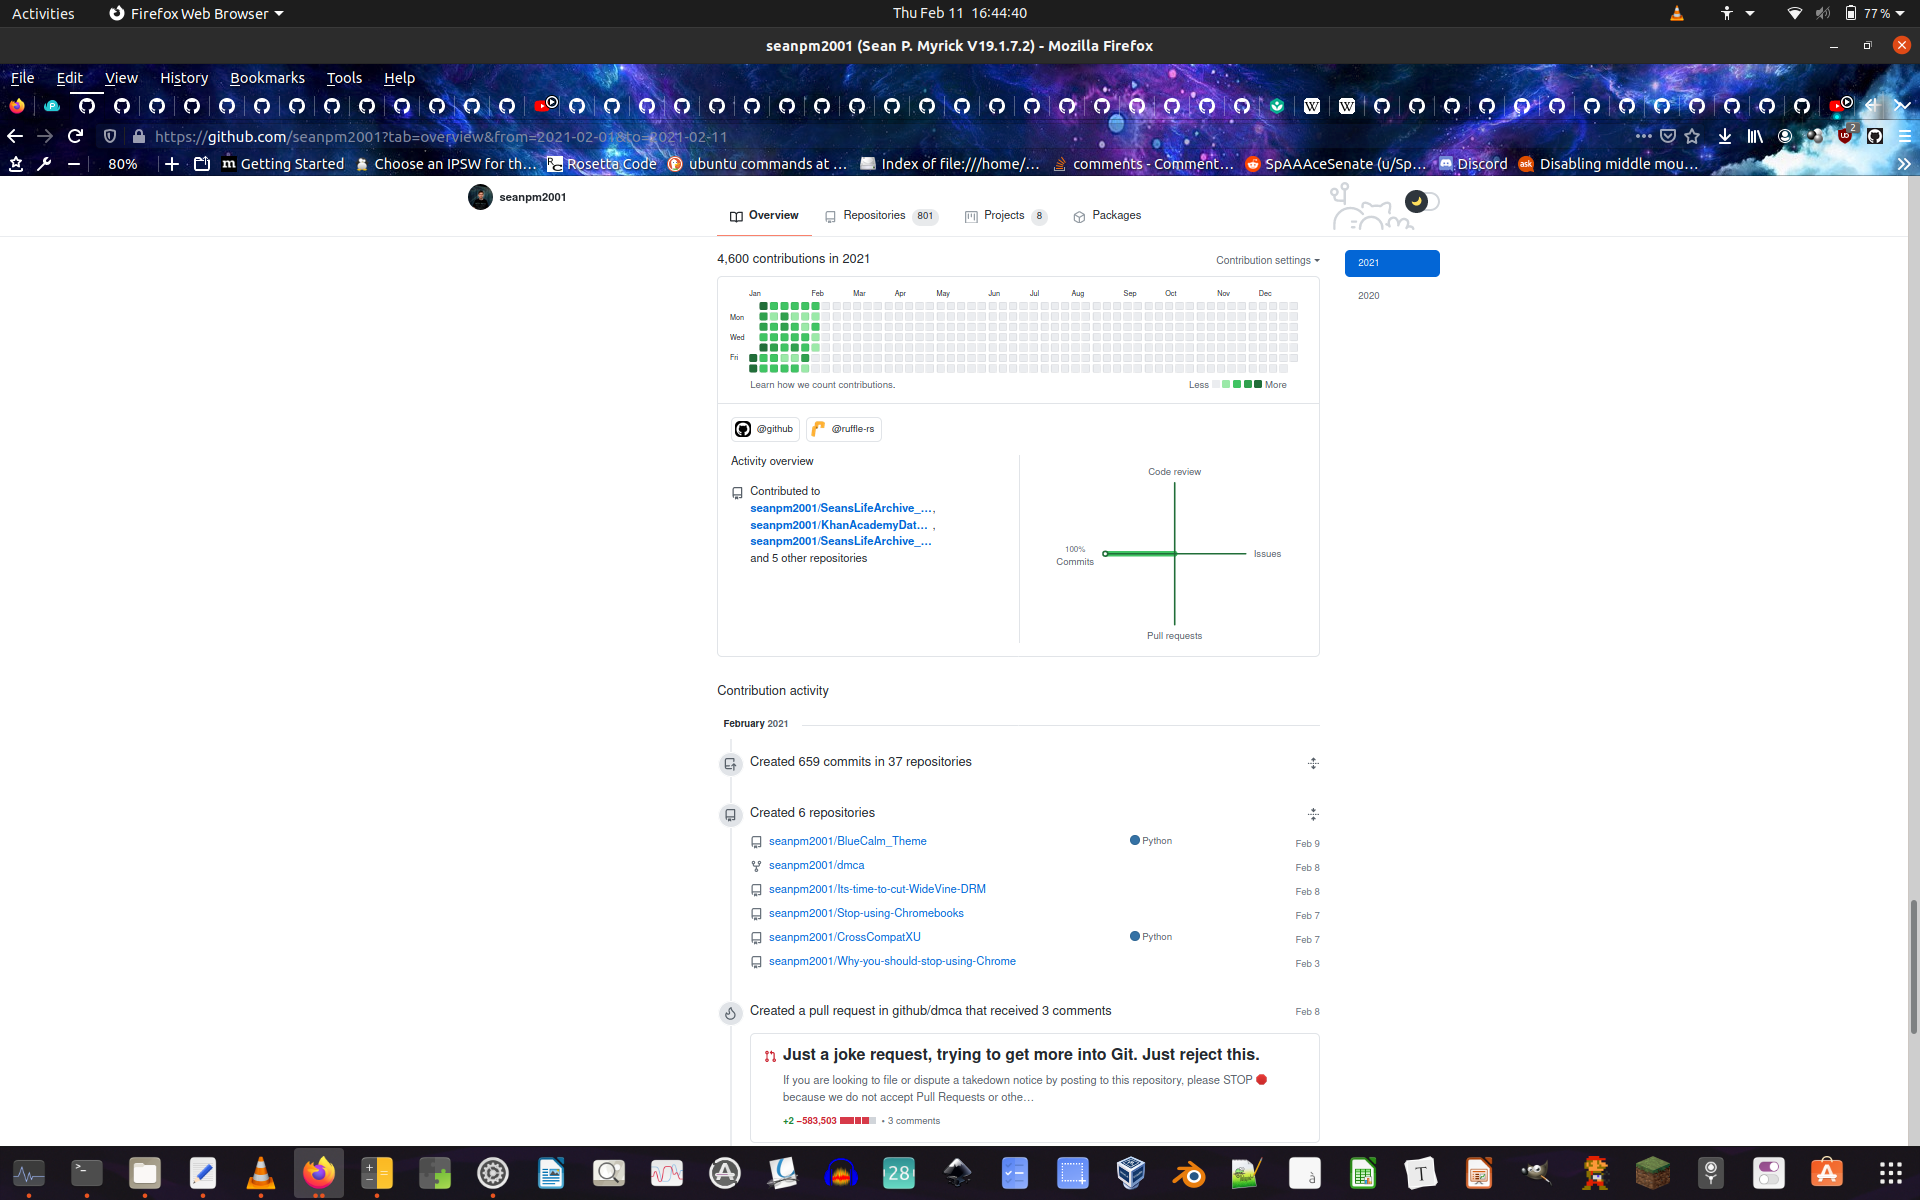 Activities
Firefox Web Browser
Thu Feb 11 16:44:40
77 %
seanpm2001 (Sean P. Myrick V19.1.7.2) - Mozilla Firefox
File Edit View History Bookmarks Tools Help
https://github.com/seanpm2001?tab=overview&from=2021-02-01&to=2021-02-11
2
80%
Getting Started
Choose an IPSW for th…
Rosetta Code
ubuntu commands at …
Index of file:///home/…
comments - Comment…
SpAAAceSenate (u/Sp…
Discord
Disabling middle mou…
seanpm2001
Overview
Repositories 801
Projects 8
Packages
4,600 contributions in 2021
Contribution settings
2021
2020
Jan Feb Mar Apr May Jun Jul Aug Sep Oct Nov Dec
Mon
Wed
Fri
Learn how we count contributions.
Less More
@github
@ruffle-rs
Activity overview
Contributed to
seanpm2001/SeansLifeArchive_…,
seanpm2001/KhanAcademyDat… ,
seanpm2001/SeansLifeArchive_…
and 5 other repositories
Code review
100%
Commits
Issues
Pull requests
Contribution activity
February 2021
Created 659 commits in 37 repositories
Created 6 repositories
seanpm2001/BlueCalm_Theme Python Feb 9
seanpm2001/dmca Feb 8
seanpm2001/Its-time-to-cut-WideVine-DRM Feb 8
seanpm2001/Stop-using-Chromebooks Feb 7
seanpm2001/CrossCompatXU Python Feb 7
seanpm2001/Why-you-should-stop-using-Chrome Feb 3
Created a pull request in github/dmca that received 3 comments Feb 8
Just a joke request, trying to get more into Git. Just reject this.
If you are looking to file or dispute a takedown notice by posting to this repository, please STOP
because we do not accept Pull Requests or othe…
+2 −583,503 • 3 comments
28